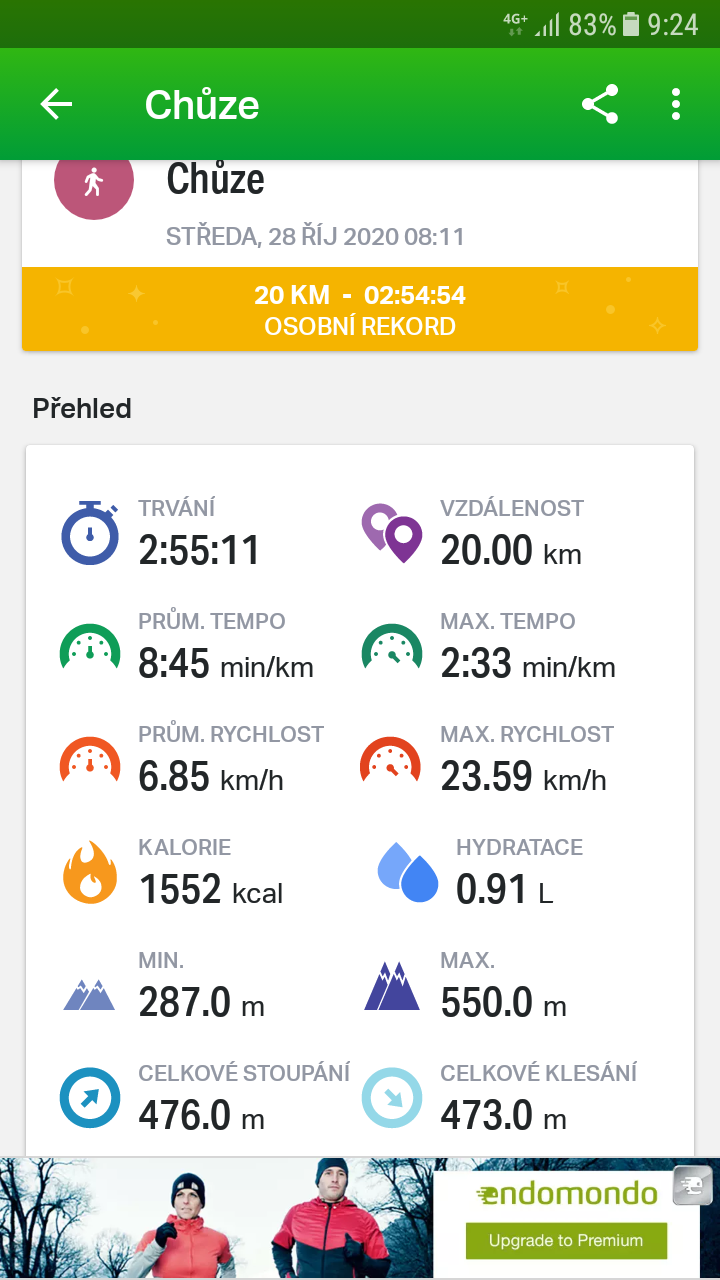 4G+ 83% 9:24
Chůze
Chůze
STŘEDA, 28 ŘÍJ 2020 08:11
20 KM - 02:54:54
OSOBNÍ REKORD
Přehled
TRVÁNÍ VZDÁLENOST
2:55:11 20.00 km
PRŮM. TEMPO MAX. TEMPO
8:45 min/km 2:33 min/km
PRŮM. RYCHLOST MAX. RYCHLOST
6.85 km/h 23.59 km/h
KALORIE HYDRATACE
1552 kcal 0.91 L
MIN. MAX.
287.0 m 550.0 m
CELKOVÉ STOUPÁNÍ CELKOVÉ KLESÁNÍ
476.0 m 473.0 m
endomondo
Upgrade to Premium